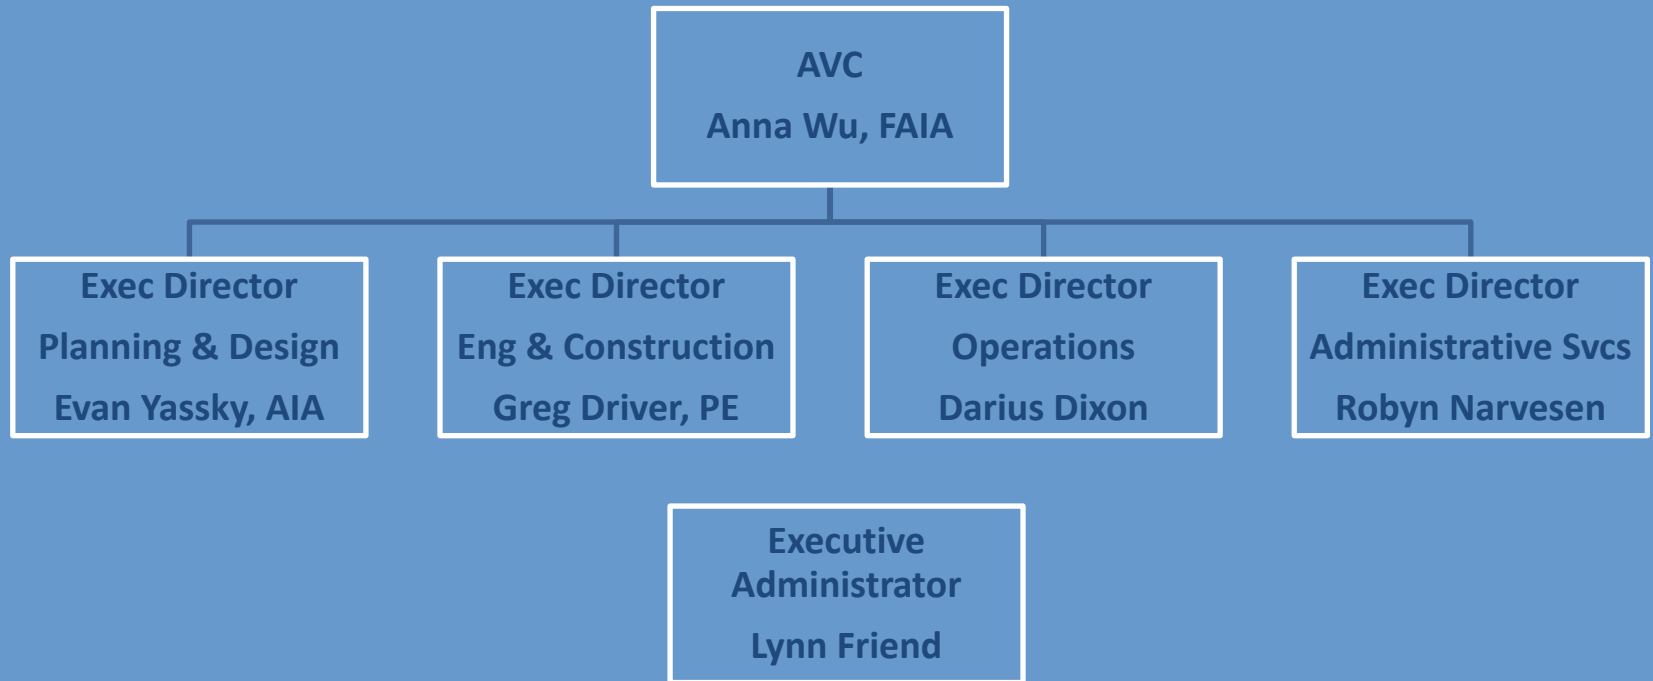 AVC
Anna Wu, FAIA
Exec Director
Planning & Design
Evan Yassky, AIA
Exec Director
Eng & Construction
Greg Driver, PE
Exec Director
Operations
Darius Dixon
Exec Director
Administrative Svcs
Robyn Narvesen
Executive
Administrator
Lynn Friend